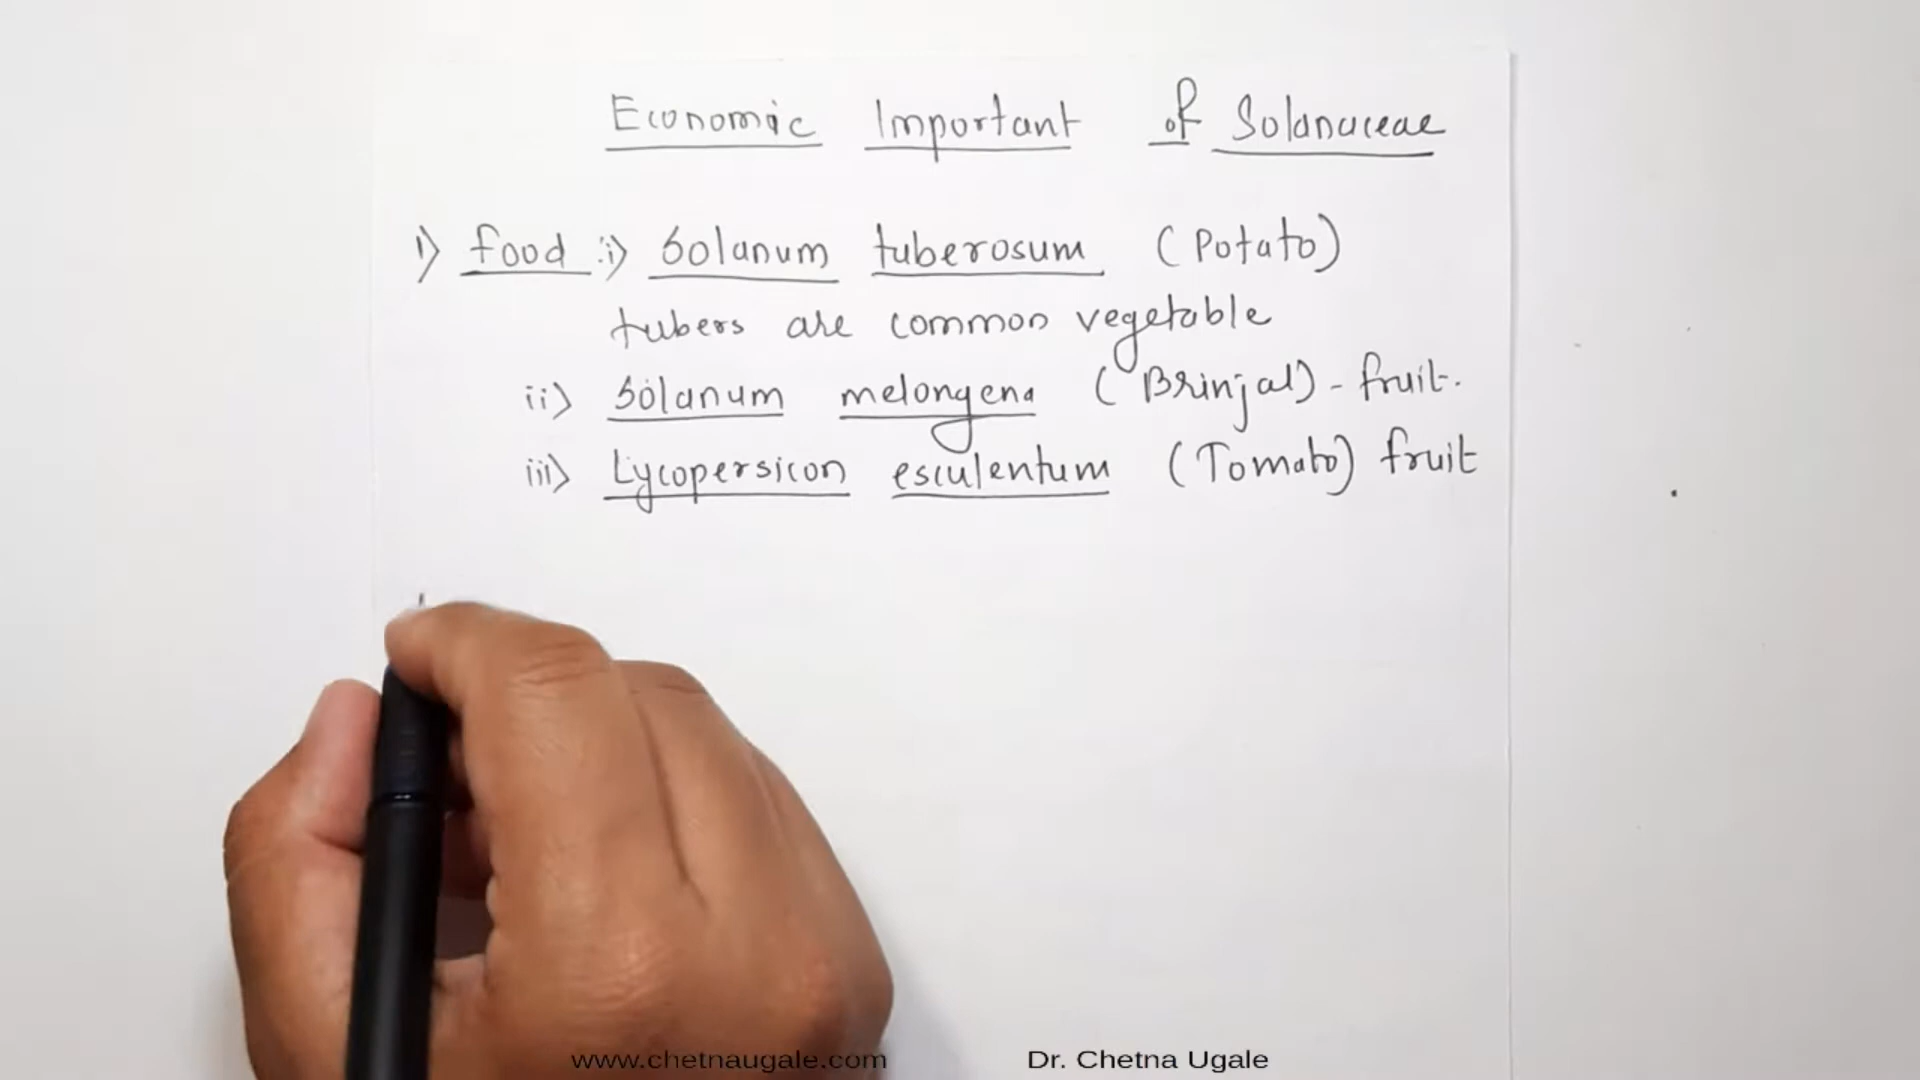 Economic Important of Solanaceae
1) food :i) Solanum tuberosum (Potato)
tubers are common vegetable
ii) Solanum melongena (Brinjal) - fruit.
iii) Lycopersicon esculentum (Tomato) fruit
www.chetnaugale.com Dr. Chetna Ugale